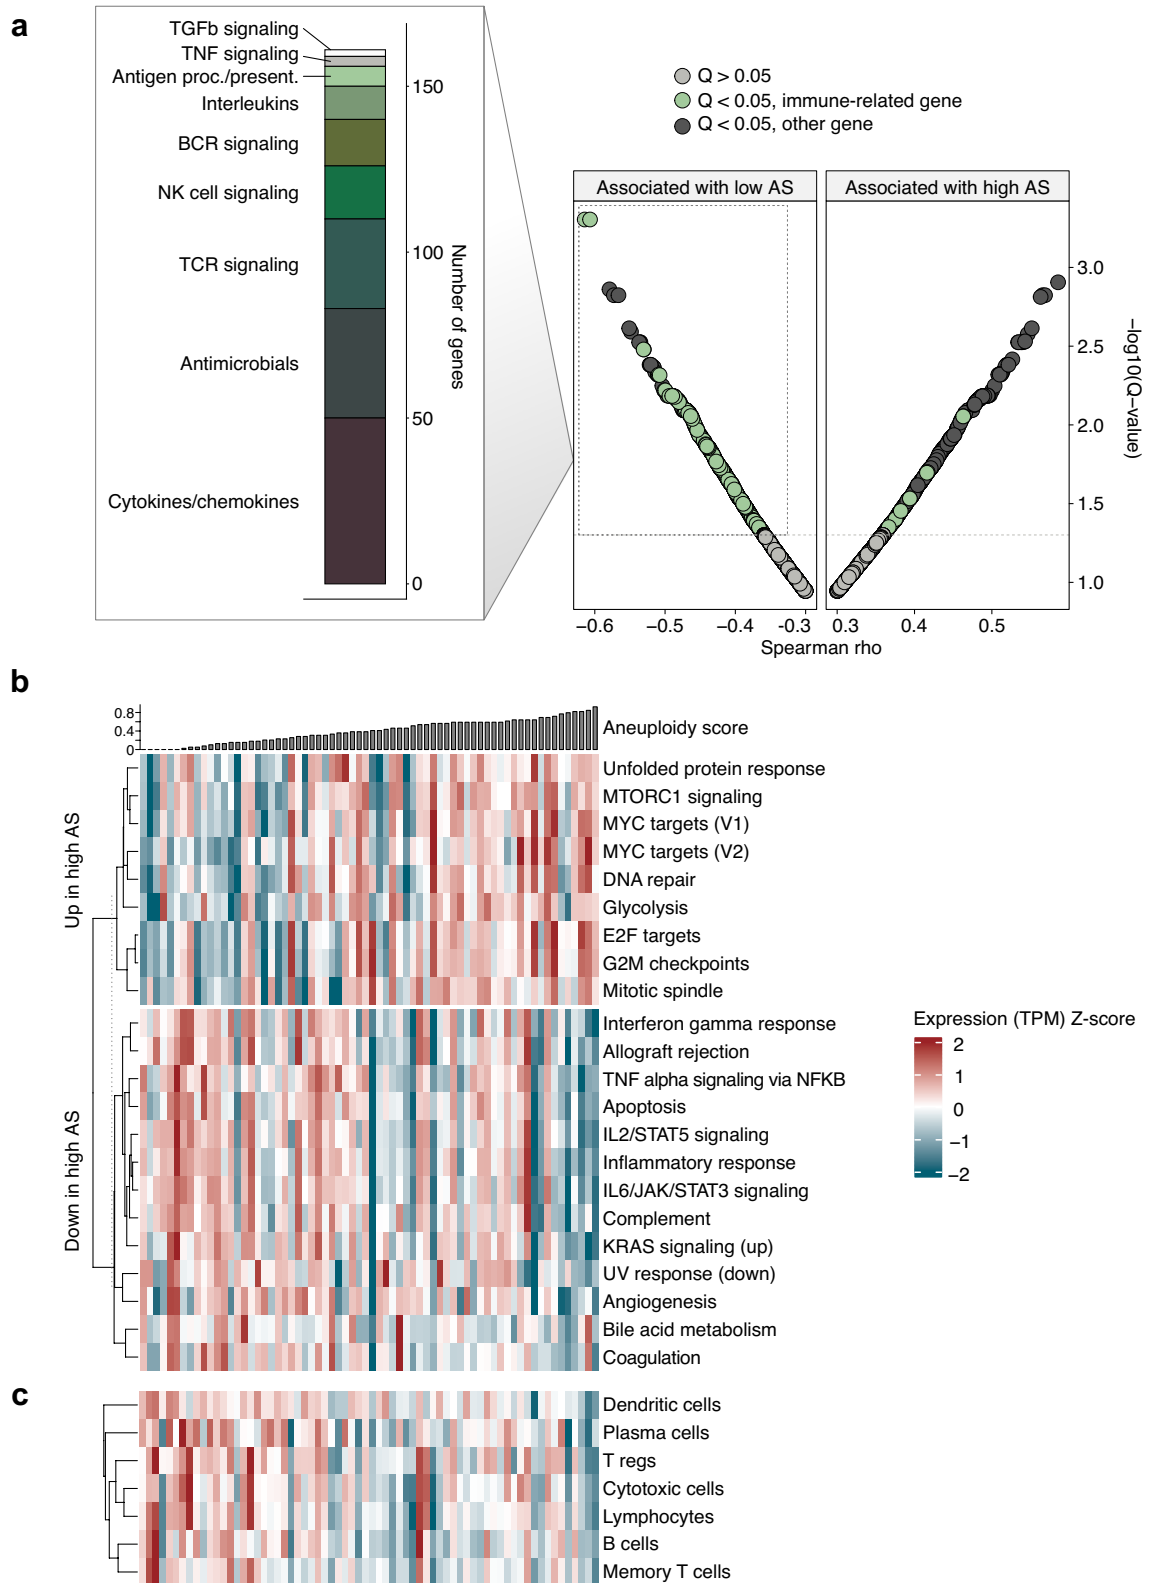 a
TGFb signaling
TNF signaling
Antigen proc./present.
Interleukins
BCR signaling
NK cell signaling
TCR signaling
Antimicrobials
Cytokines/chemokines
150
100
50
0
Number of genes
Q > 0.05
Q < 0.05, immune-related gene
Q < 0.05, other gene
Associated with low AS
Associated with high AS
3.0
2.5
2.0
1.5
1.0
−log10(Q−value)
−0.6
−0.5
−0.4
-0.3
0.3
0.4
0.5
Spearman rho
b
0.8
0.4
0
Aneuploidy score
Up in high AS
Unfolded protein response
MTORC1 signaling
MYC targets (V1)
MYC targets (V2)
DNA repair
Glycolysis
E2F targets
G2M checkpoints
Mitotic spindle
Down in high AS
Interferon gamma response
Allograft rejection
TNF alpha signaling via NFKB
Apoptosis
IL2/STAT5 signaling
Inflammatory response
IL6/JAK/STAT3 signaling
Complement
KRAS signaling (up)
UV response (down)
Angiogenesis
Bile acid metabolism
Coagulation
Expression (TPM) Z-score
2
1
0
−1
−2
c
Dendritic cells
Plasma cells
T regs
Cytotoxic cells
Lymphocytes
B cells
Memory T cells